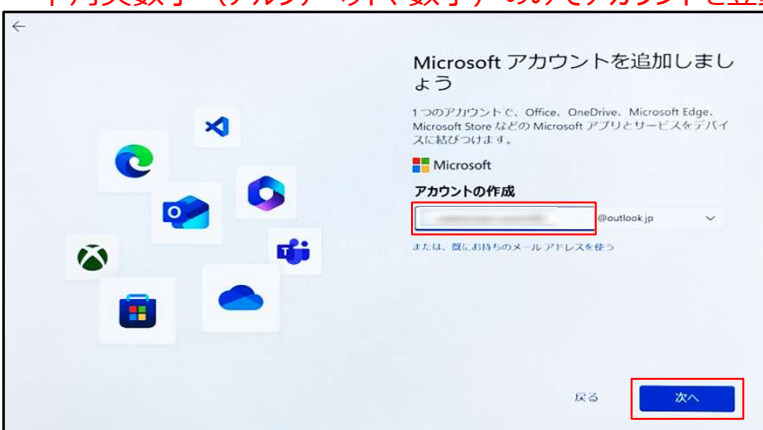 ←
Microsoft アカウントを追加しまし
ょう
1 つのアカウントで、Office、OneDrive、Microsoft Edge、
Microsoft Store などの Microsoft アプリとサービスをデバイ
スに結びつけます。
Microsoft
アカウントの作成
@outlook.jp
または、既にお持ちのメール アドレスを使う
戻る
次へ